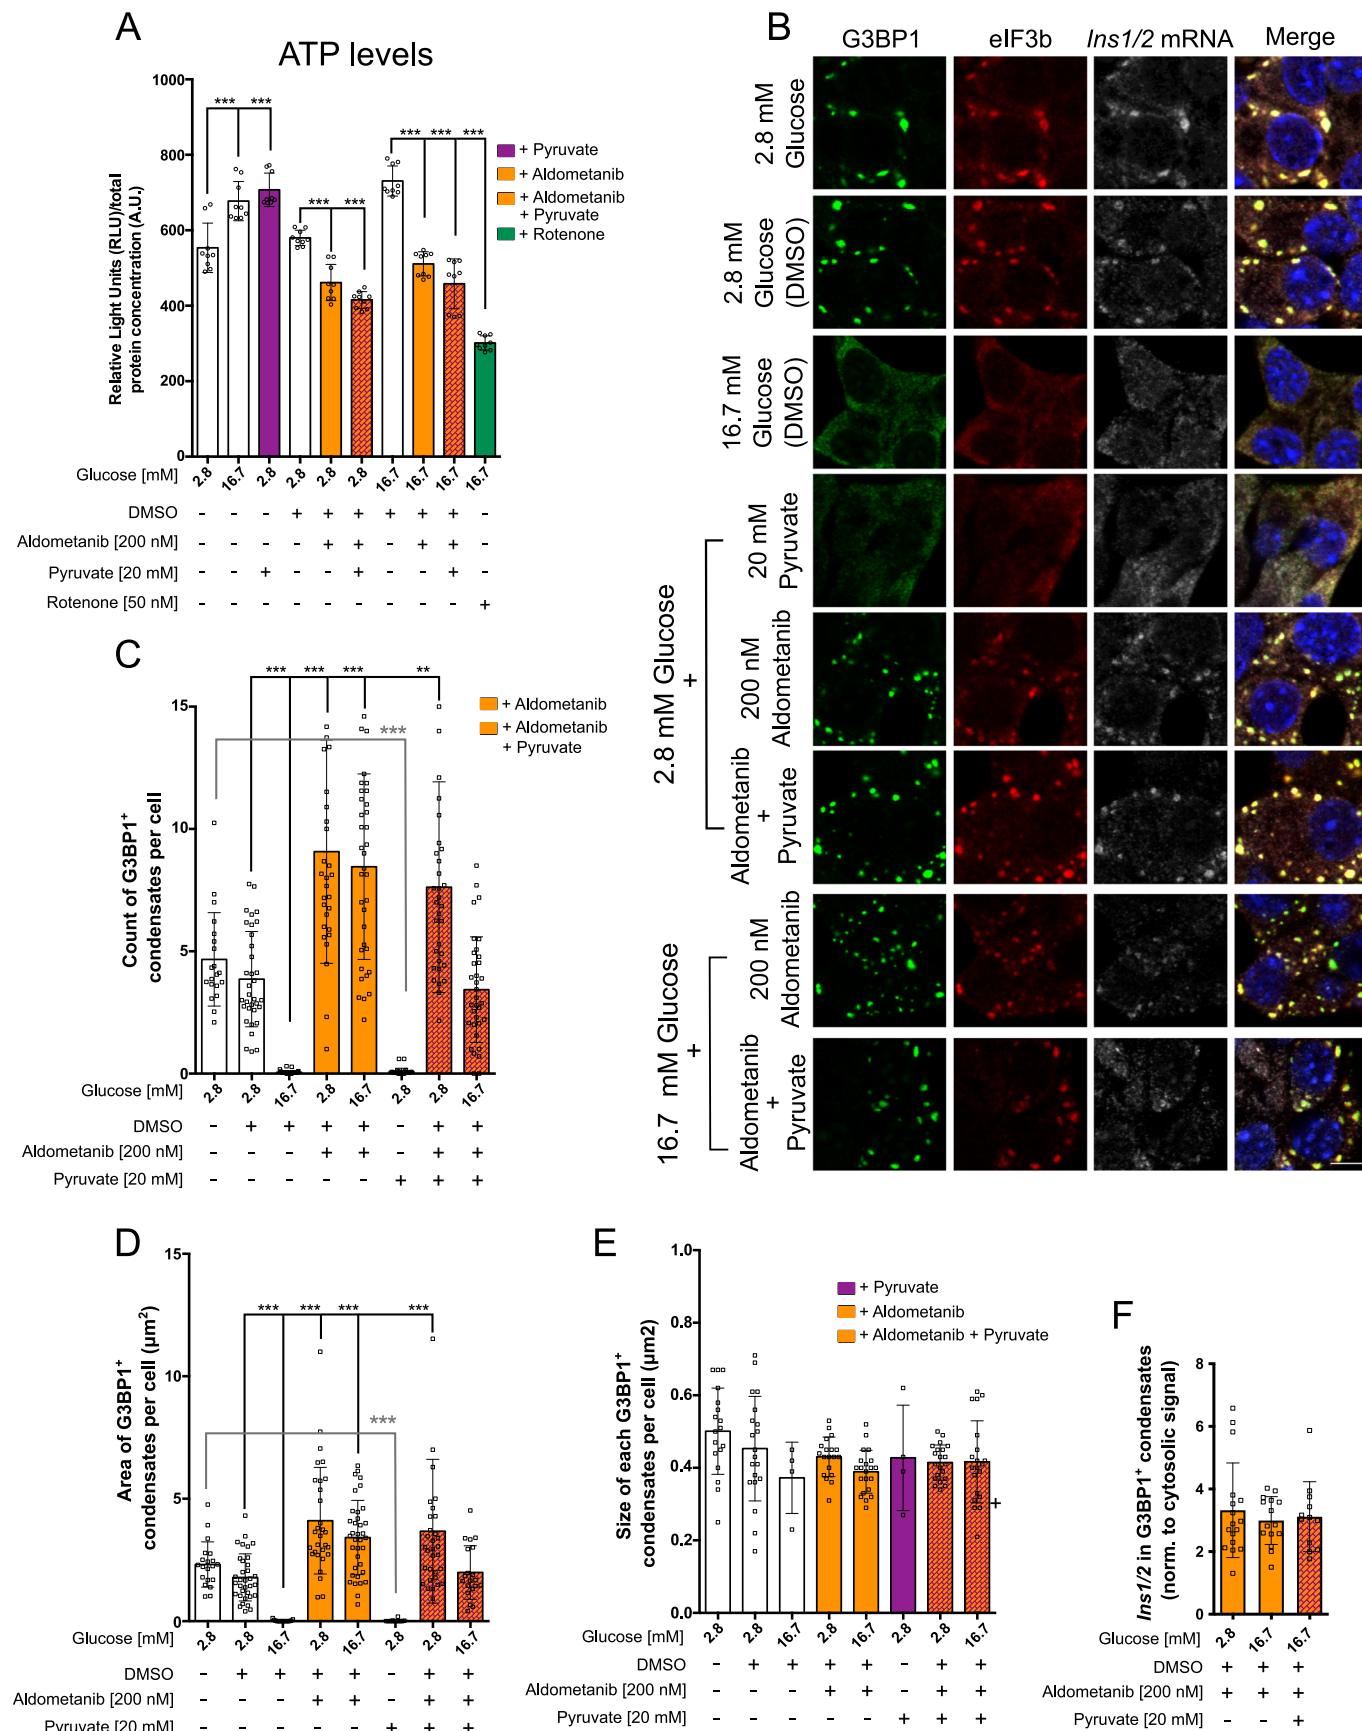 A
ATP levels
Relative Light Units (RLU)/total
protein concentration (A.U.)
1000
800
600
400
200
0
*** ***
*** ***
*** *** ***
+ Pyruvate
+ Aldometanib
+ Aldometanib
+ Pyruvate
+ Rotenone
Glucose [mM] 2.8 16.7 2.8 2.8 2.8 2.8 16.7 16.7 16.7 16.7
DMSO - - - + + + + + + -
Aldometanib [200 nM] - - - - + + - + + -
Pyruvate [20 mM] - - + - - + - - + -
Rotenone [50 nM] - - - - - - - - - +
B
G3BP1 eIF3b Ins1/2 mRNA Merge
2.8 mM
Glucose
2.8 mM
Glucose
(DMSO)
16.7 mM
Glucose
(DMSO)
2.8 mM Glucose
+
20 mM
Pyruvate
200 nM
Aldometanib
Aldometanib
+
Pyruvate
16.7 mM Glucose
+
200 nM
Aldometanib
Aldometanib
+
Pyruvate
C
Count of G3BP1+
condensates per cell
15
10
5
0
*** *** *** **
***
+ Aldometanib
+ Aldometanib
+ Pyruvate
Glucose [mM] 2.8 2.8 16.7 2.8 16.7 2.8 2.8 16.7
DMSO - + + + + - + +
Aldometanib [200 nM] - - - + + - + +
Pyruvate [20 mM] - - - - - + + +
D
Area of G3BP1+
condensates per cell (µm2)
15
10
5
0
*** *** *** ***
***
Glucose [mM] 2.8 2.8 16.7 2.8 16.7 2.8 2.8 16.7
DMSO - + + + + - + +
Aldometanib [200 nM] - - - + + - + +
Pyruvate [20 mM] - - - - - + + +
E
Size of each G3BP1+
condensates per cell (µm2)
1.0
0.8
0.6
0.4
0.2
0.0
+ Pyruvate
+ Aldometanib
+ Aldometanib + Pyruvate
+
Glucose [mM] 2.8 2.8 16.7 2.8 16.7 2.8 2.8 16.7
DMSO - + + + + - + +
Aldometanib [200 nM] - - - + + - + +
Pyruvate [20 mM] - - - - - + + +
F
Ins1/2 in G3BP1+ condensates
(norm. to cytosolic signal)
8
6
4
2
0
Glucose [mM] 2.8 16.7 16.7
DMSO + + +
Aldometanib [200 nM] + + +
Pyruvate [20 mM] - - +